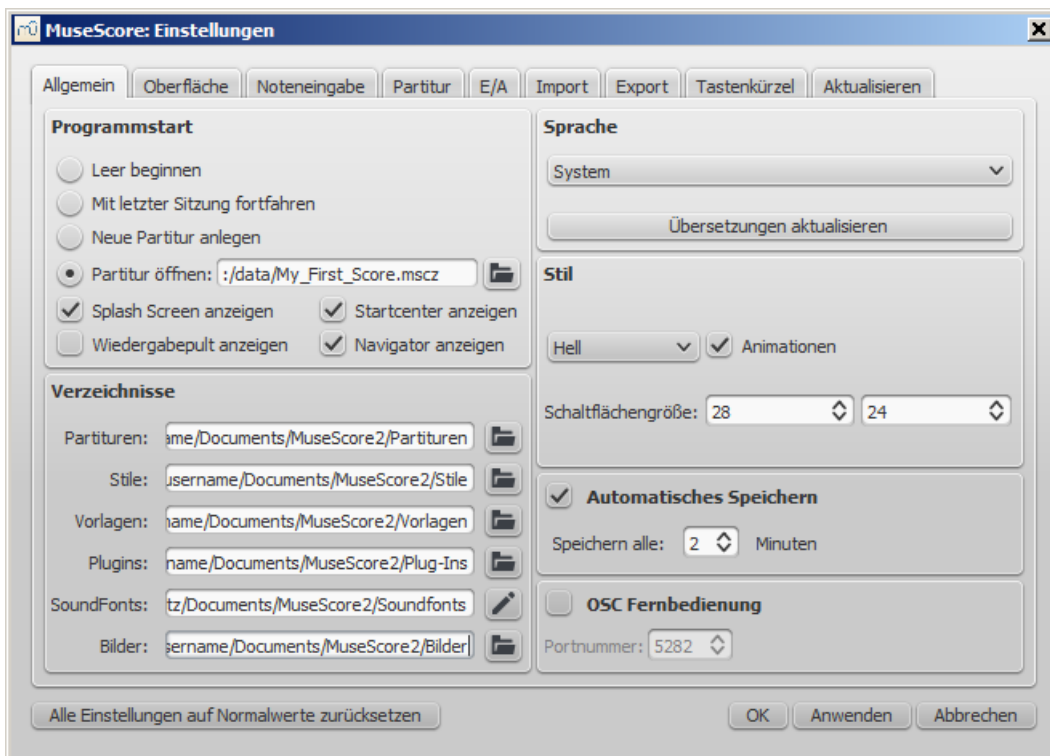 MuseScore: Einstellungen
Allgemein Oberfläche Noteneingabe Partitur E/A Import Export Tastenkürzel Aktualisieren
Programmstart
Leer beginnen
Mit letzter Sitzung fortfahren
Neue Partitur anlegen
Partitur öffnen: :/data/My_First_Score.mscz
Splash Screen anzeigen Startcenter anzeigen
Wiedergabepult anzeigen Navigator anzeigen
Verzeichnisse
Partituren: ame/Documents/MuseScore2/Partituren
Stile: username/Documents/MuseScore2/Stile
Vorlagen: name/Documents/MuseScore2/Vorlagen
Plugins: name/Documents/MuseScore2/Plug-Ins
SoundFonts: tz/Documents/MuseScore2/Soundfonts
Bilder: sername/Documents/MuseScore2/Bilder
Sprache
System
Übersetzungen aktualisieren
Stil
Hell Animationen
Schaltflächengröße: 28 24
Automatisches Speichern
Speichern alle: 2 Minuten
OSC Fernbedienung
Portnummer: 5282
Alle Einstellungen auf Normalwerte zurücksetzen OK Anwenden Abbrechen